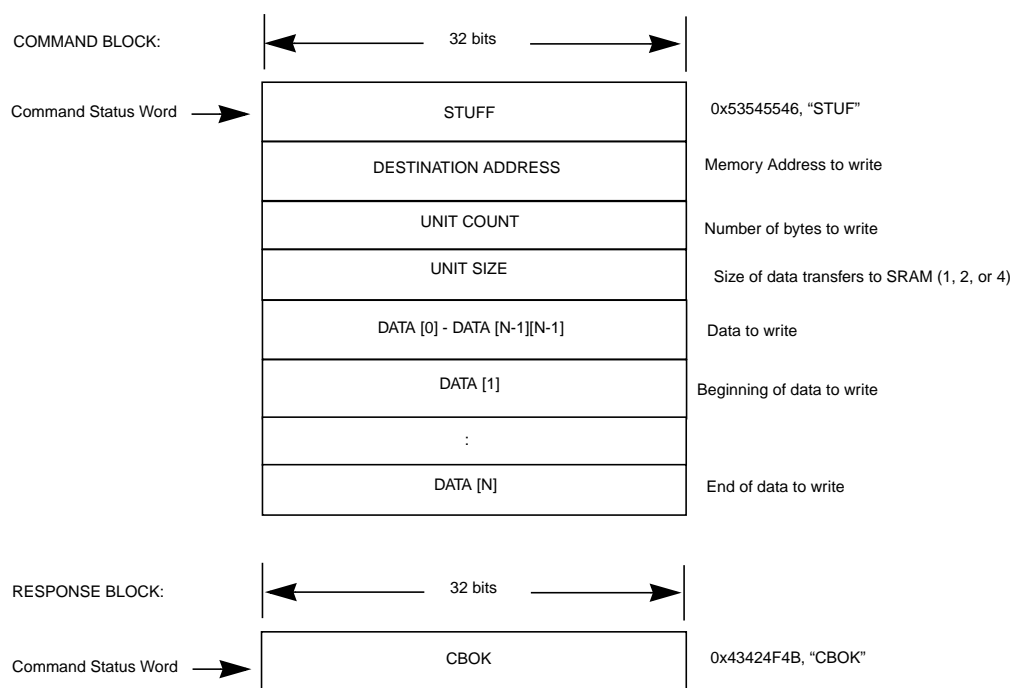 COMMAND BLOCK: 32 bits
Command Status Word STUFF 0x53545546, “STUF”
DESTINATION ADDRESS Memory Address to write
UNIT COUNT Number of bytes to write
UNIT SIZE Size of data transfers to SRAM (1, 2, or 4)
DATA [0] - DATA [N-1][N-1] Data to write
DATA [1] Beginning of data to write
:
DATA [N] End of data to write
RESPONSE BLOCK: 32 bits
Command Status Word CBOK 0x43424F4B, “CBOK”